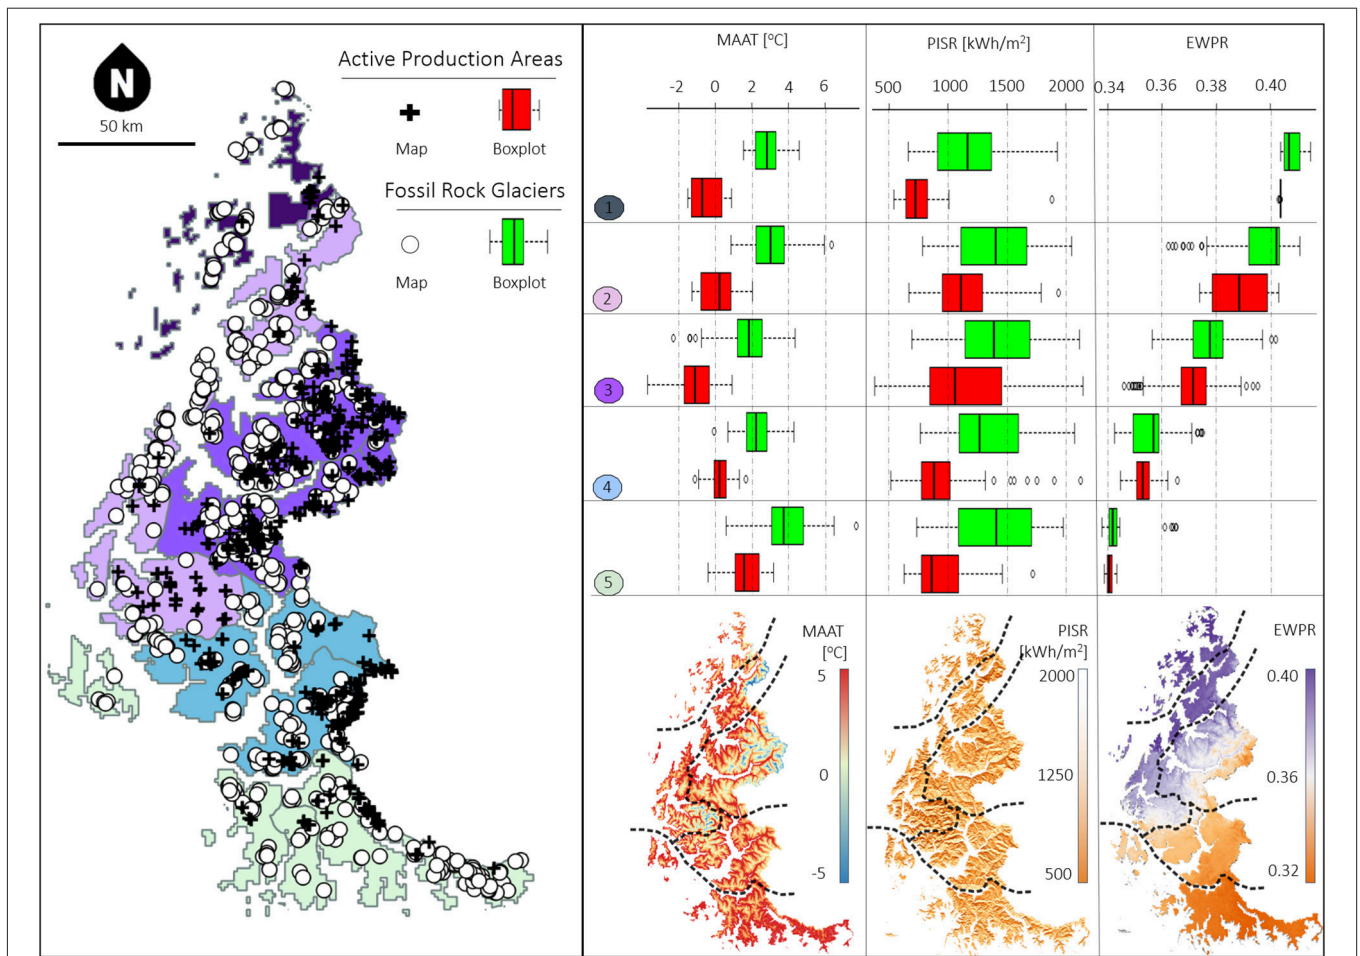 N
50 km
Active Production Areas
Map
Boxplot
Fossil Rock Glaciers
Map
Boxplot
MAAT [°C]
-2 0 2 4 6
PISR [kWh/m²]
500 1000 1500 2000
EWPR
0.34 0.36 0.38 0.40
1
2
3
4
5
MAAT
[°C]
5
0
-5
PISR
[kWh/m²]
2000
1250
500
EWPR
0.40
0.36
0.32